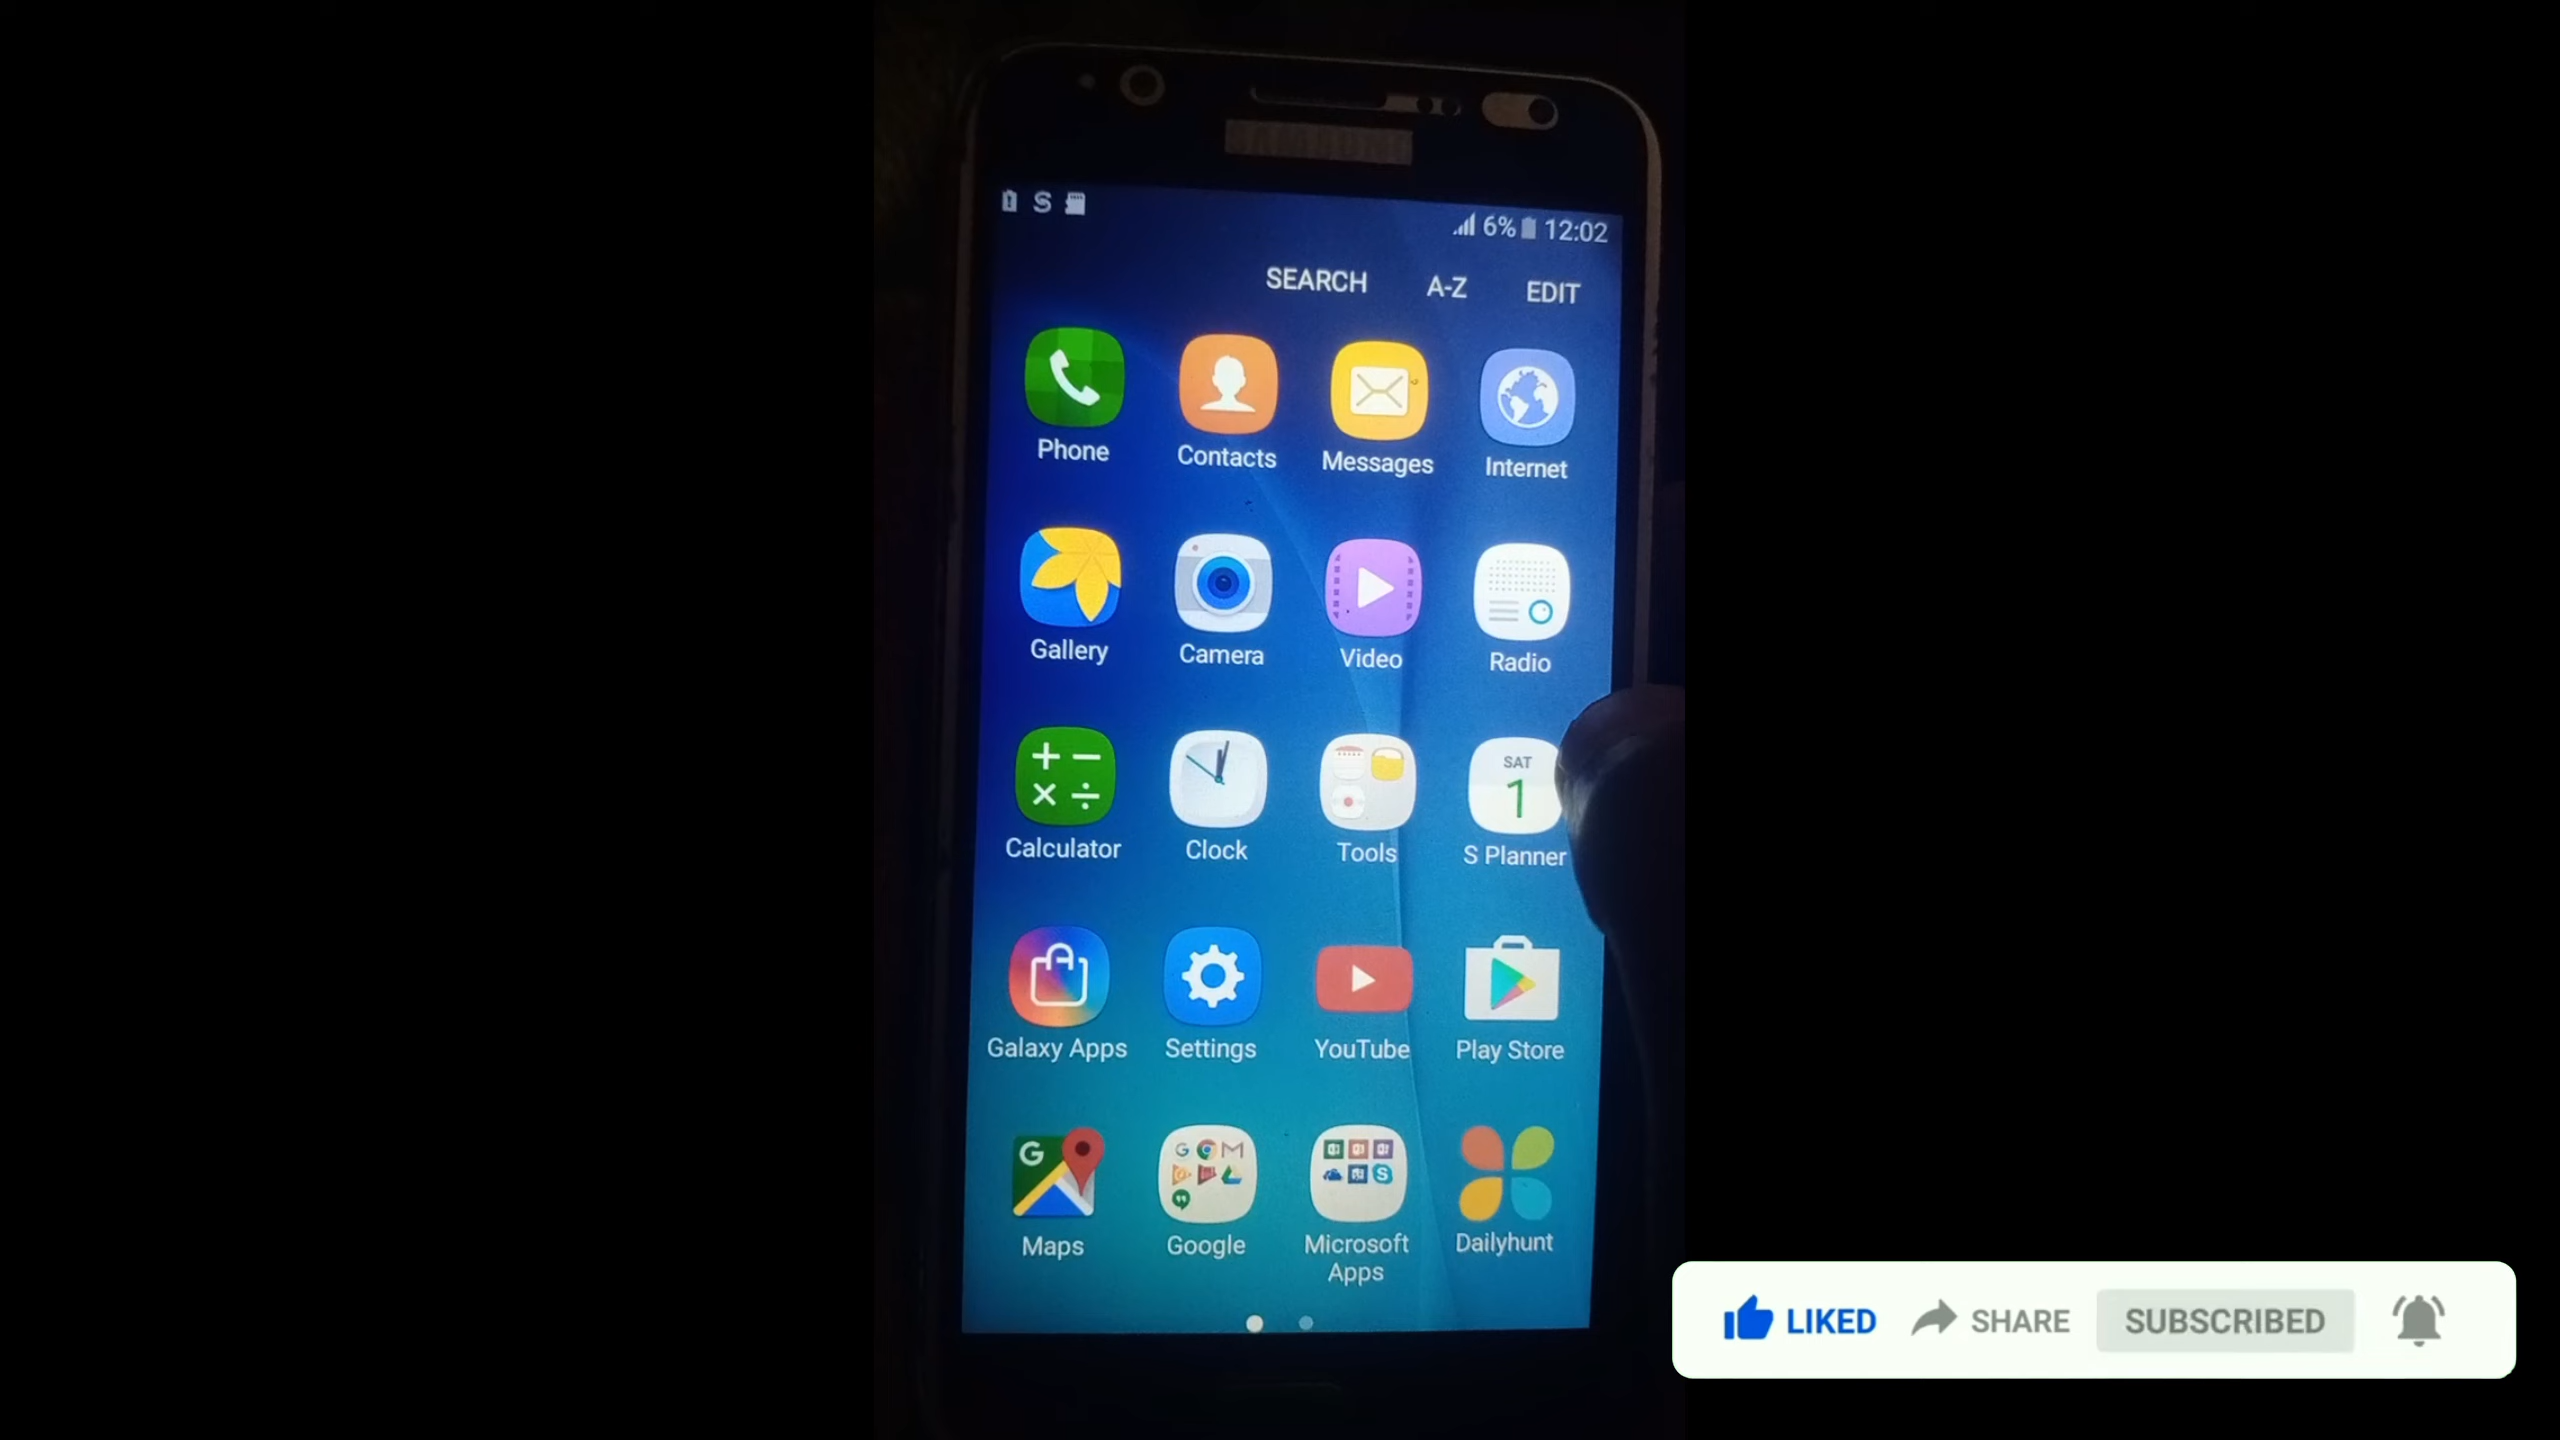 6% 12:02
SEARCH A-Z EDIT
Phone Contacts Messages Internet
Gallery Camera Video Radio
SAT
1
Calculator Clock Tools S Planner
Galaxy Apps Settings YouTube Play Store
Maps Google Microsoft Apps Dailyhunt
LIKED SHARE SUBSCRIBED